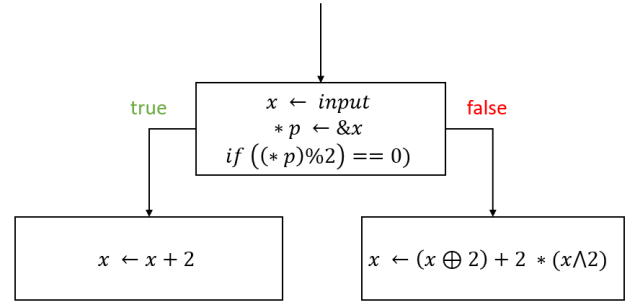 true
x ← input
* p ← &x
if ((* p)%2) == 0)
false
x ← x + 2
x ← (x ⊕ 2) + 2 * (x⋀2)